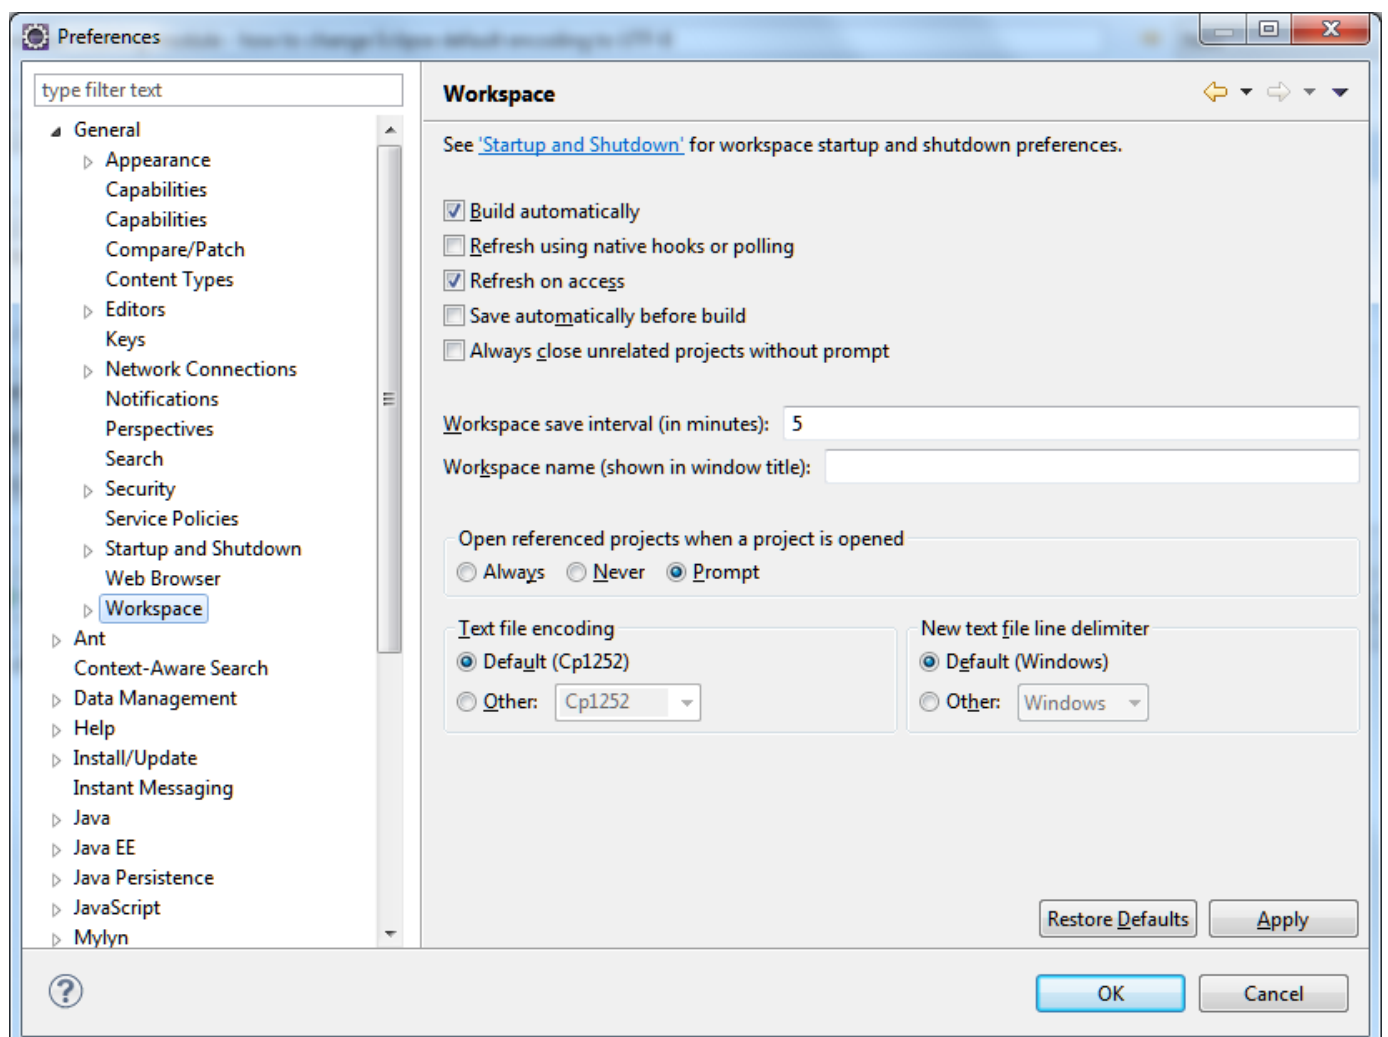 Preferences
type filter text
General
Appearance
Capabilities
Capabilities
Compare/Patch
Content Types
Editors
Keys
Network Connections
Notifications
Perspectives
Search
Security
Service Policies
Startup and Shutdown
Web Browser
Workspace
Ant
Context-Aware Search
Data Management
Help
Install/Update
Instant Messaging
Java
Java EE
Java Persistence
JavaScript
Mylyn
Workspace
See 'Startup and Shutdown' for workspace startup and shutdown preferences.
Build automatically
Refresh using native hooks or polling
Refresh on access
Save automatically before build
Always close unrelated projects without prompt
Workspace save interval (in minutes): 5
Workspace name (shown in window title):
Open referenced projects when a project is opened
Always Never Prompt
Text file encoding
Default (Cp1252)
Other: Cp1252
New text file line delimiter
Default (Windows)
Other: Windows
Restore Defaults Apply
OK Cancel